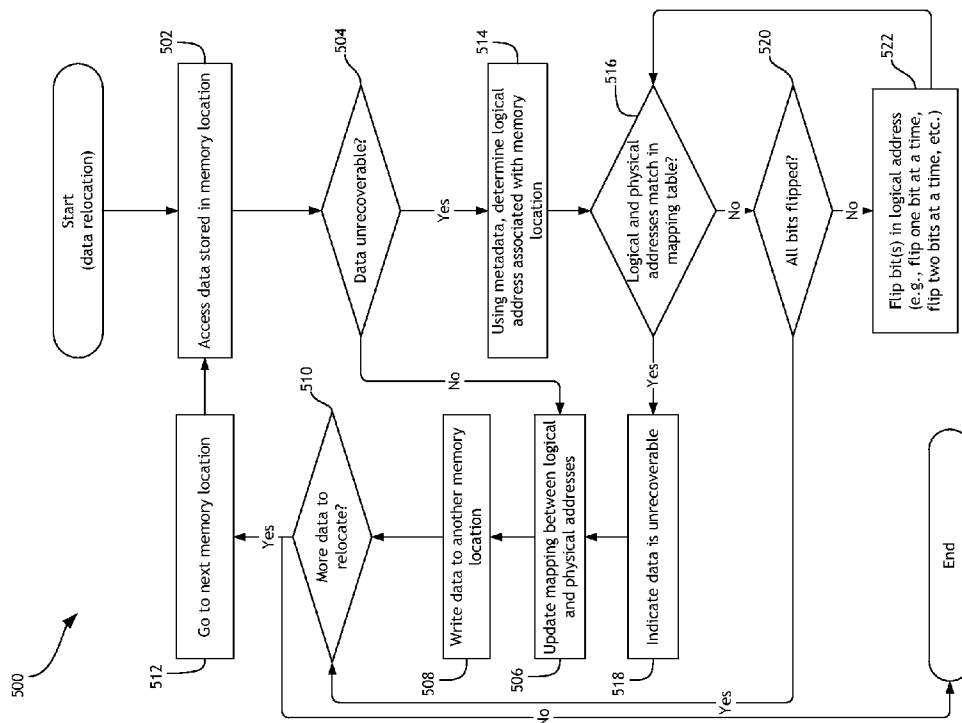 500
Start
(data relocation)
502
Access data stored in memory location
504
Data unrecoverable?
Yes
No
514
Using metadata, determine logical
address associated with memory
location
516
Logical and physical
addresses match in
mapping table?
No
Yes
520
All bits flipped?
No
Yes
522
Flip bit(s) in logical address
(e.g., flip one bit at a time,
flip two bits at a time, etc.)
518
Indicate data is unrecoverable
506
Update mapping between logical
and physical addresses
508
Write data to another memory
location
510
More data to
relocate?
Yes
No
512
Go to next memory location
End